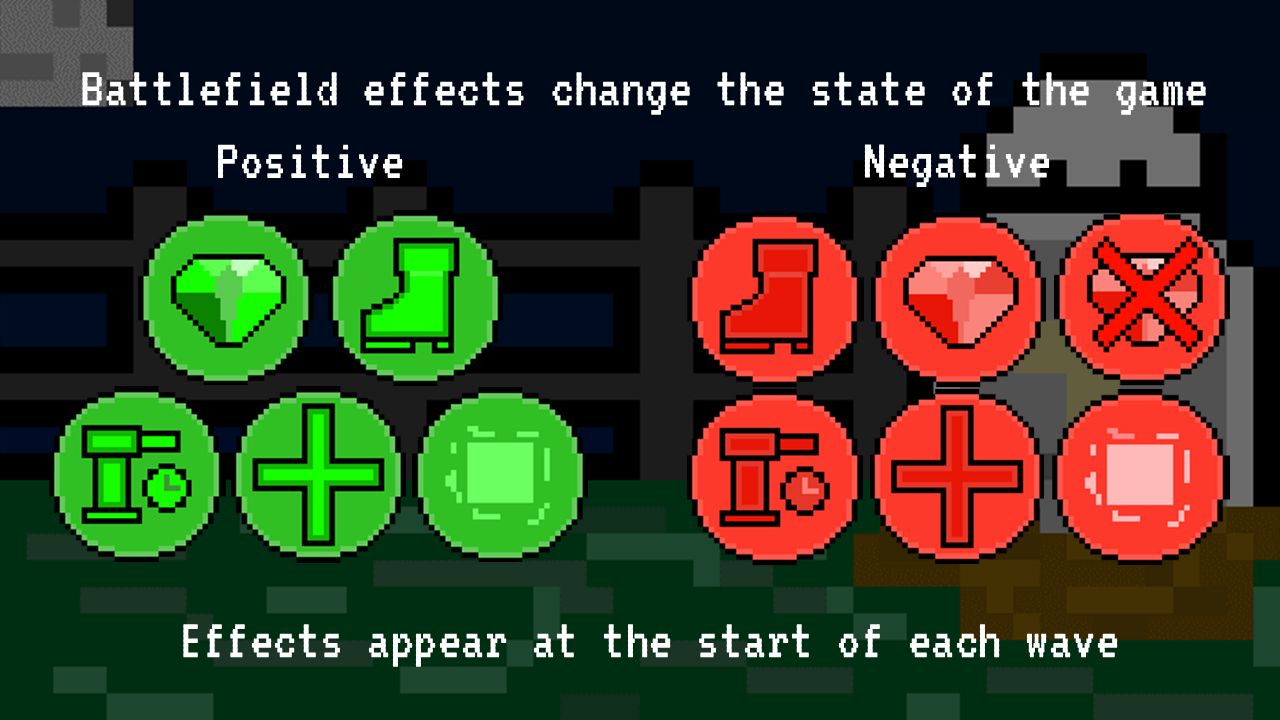 Battlefield effects change the state of the game
Positive
Negative
Effects appear at the start of each wave